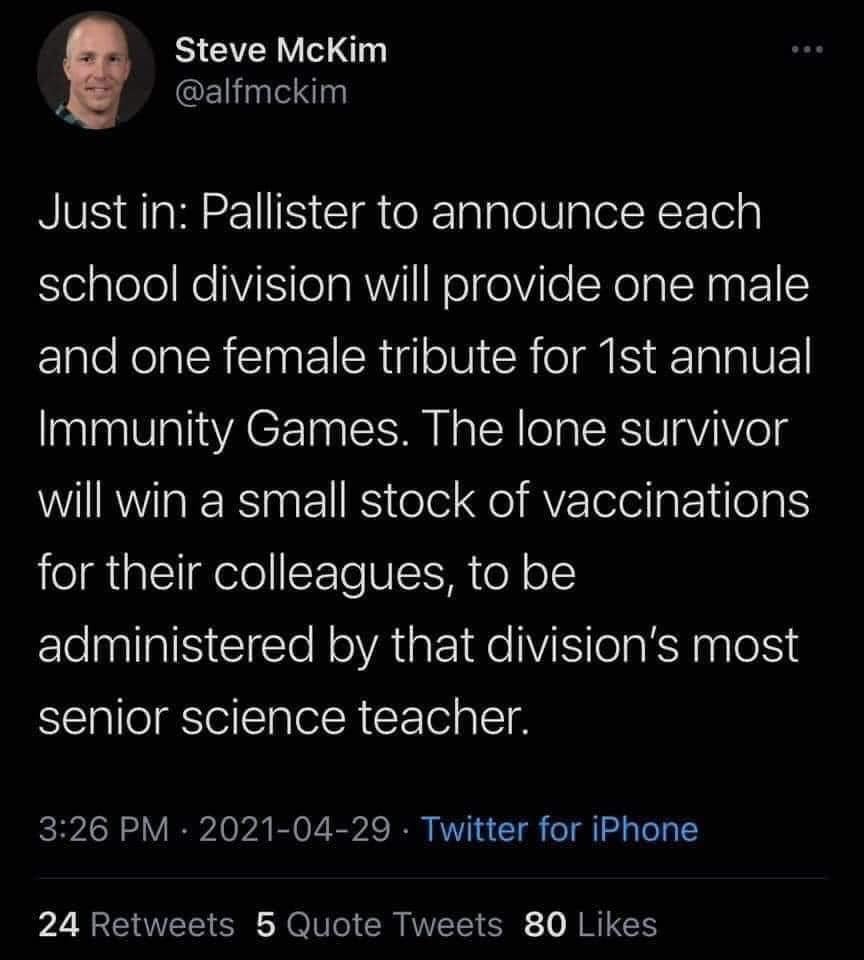 Steve McKim
@alfmckim
Just in: Pallister to announce each
school division will provide one male
and one female tribute for 1st annual
Immunity Games. The lone survivor
will win a small stock of vaccinations
for their colleagues, to be
administered by that division's most
senior science teacher.
3:26 PM · 2021-04-29 · Twitter for iPhone
24 Retweets 5 Quote Tweets 80 Likes